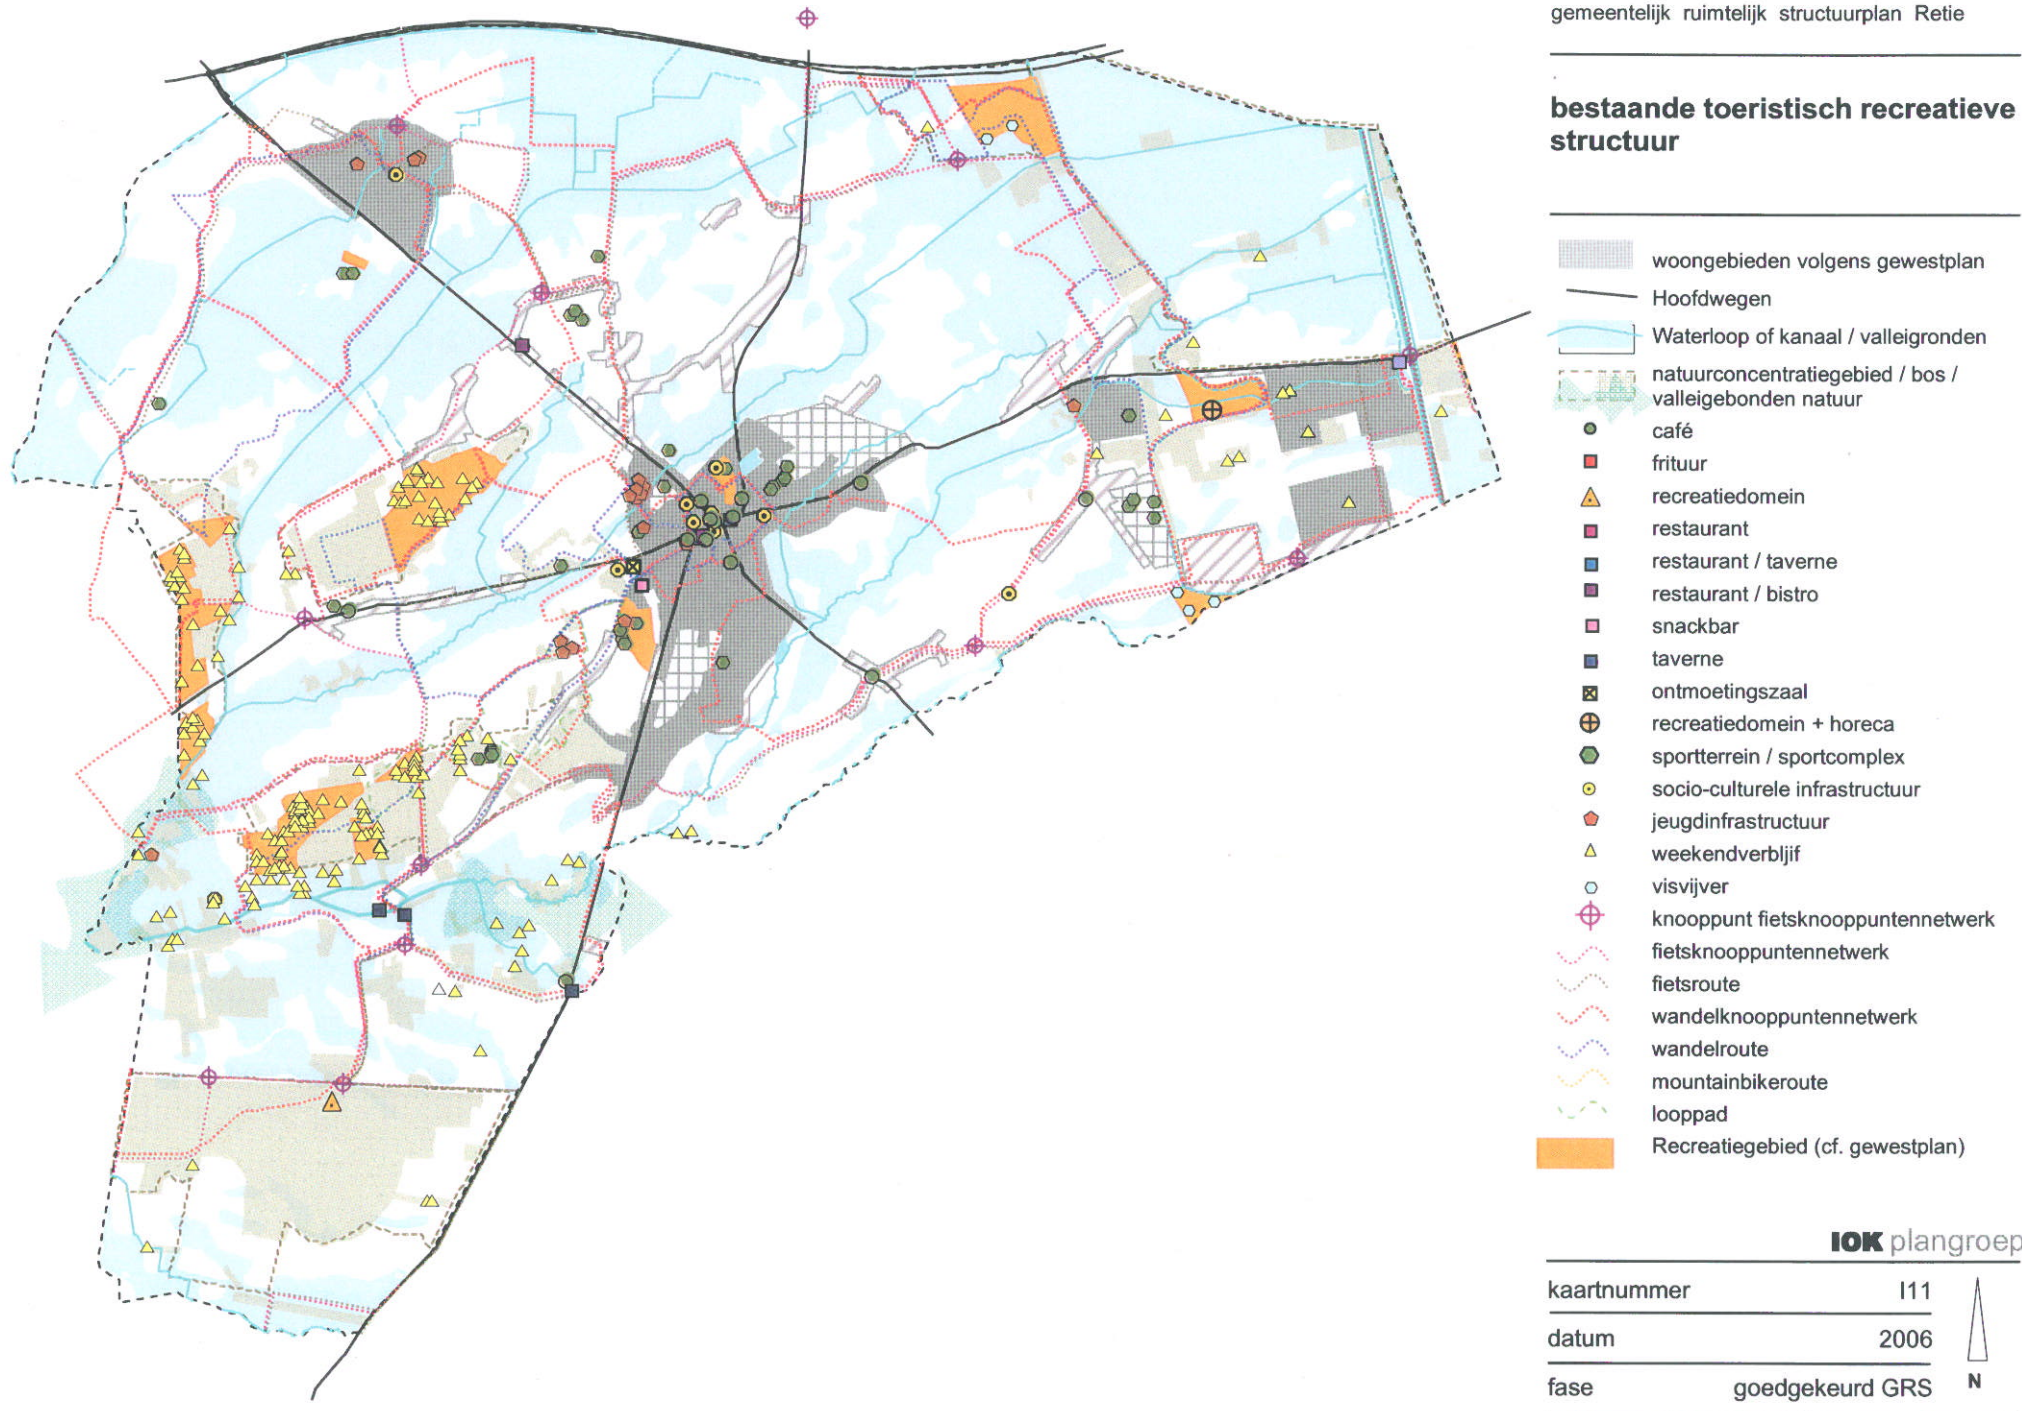 gemeentelijk ruimtelijk structuurplan Retie
bestaande toeristisch recreatieve
structuur
woongebieden volgens gewestplan
Hoofdwegen
Waterloop of kanaal / valleigronden
natuurconcentratiegebied / bos /
valleigebonden natuur
café
frituur
recreatiedomein
restaurant
restaurant / taverne
restaurant / bistro
snackbar
taverne
ontmoetingszaal
recreatiedomein + horeca
sportterrein / sportcomplex
socio-culturele infrastructuur
jeugdinfrastructuur
weekendverbljif
visvijver
knooppunt fietsknooppuntennetwerk
fietsknooppuntennetwerk
fietsroute
wandelknooppuntennetwerk
wandelroute
mountainbikeroute
looppad
Recreatiegebied (cf. gewestplan)
IOK plangroep
kaartnummer I11
datum 2006
fase goedgekeurd GRS
N